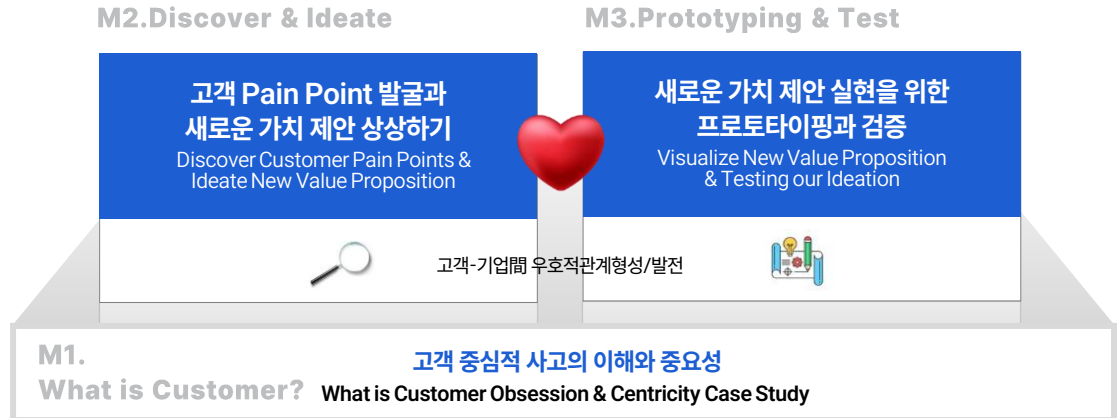 M2.Discover & Ideate
고객 Pain Point 발굴과
새로운 가치 제안 상상하기
Discover Customer Pain Points &
Ideate New Value Proposition
M3.Prototyping & Test
새로운 가치 제안 실현을 위한
프로토타이핑과 검증
Visualize New Value Proposition
& Testing our Ideation
고객-기업間 우호적관계형성/발전
M1.
What is Customer?
고객 중심적 사고의 이해와 중요성
What is Customer Obsession & Centricity Case Study